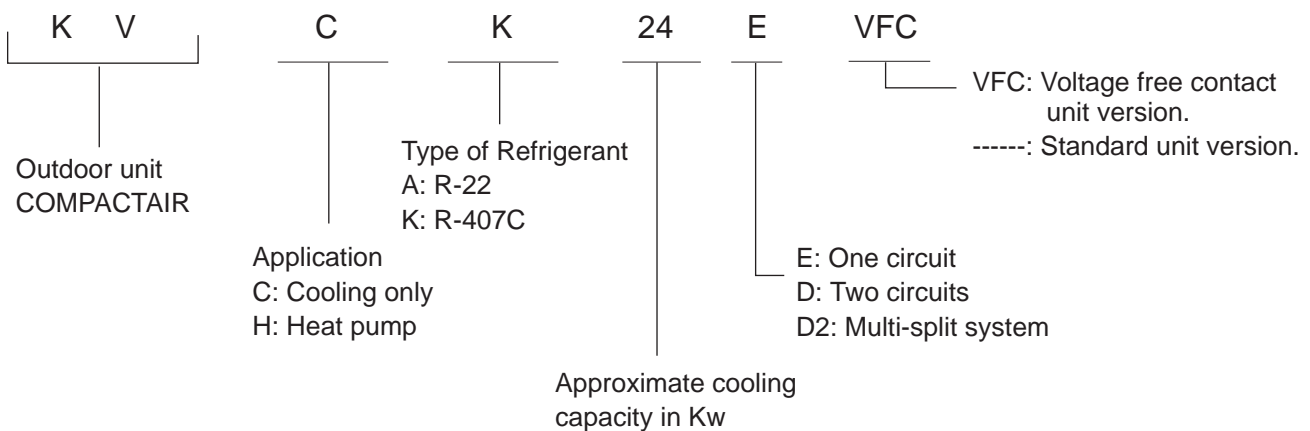 K V C K 24 E VFC
VFC: Voltage free contact
unit version.
------: Standard unit version.
Outdoor unit
COMPACTAIR
Type of Refrigerant
A: R-22
K: R-407C
Application
C: Cooling only
H: Heat pump
E: One circuit
D: Two circuits
D2: Multi-split system
Approximate cooling
capacity in Kw